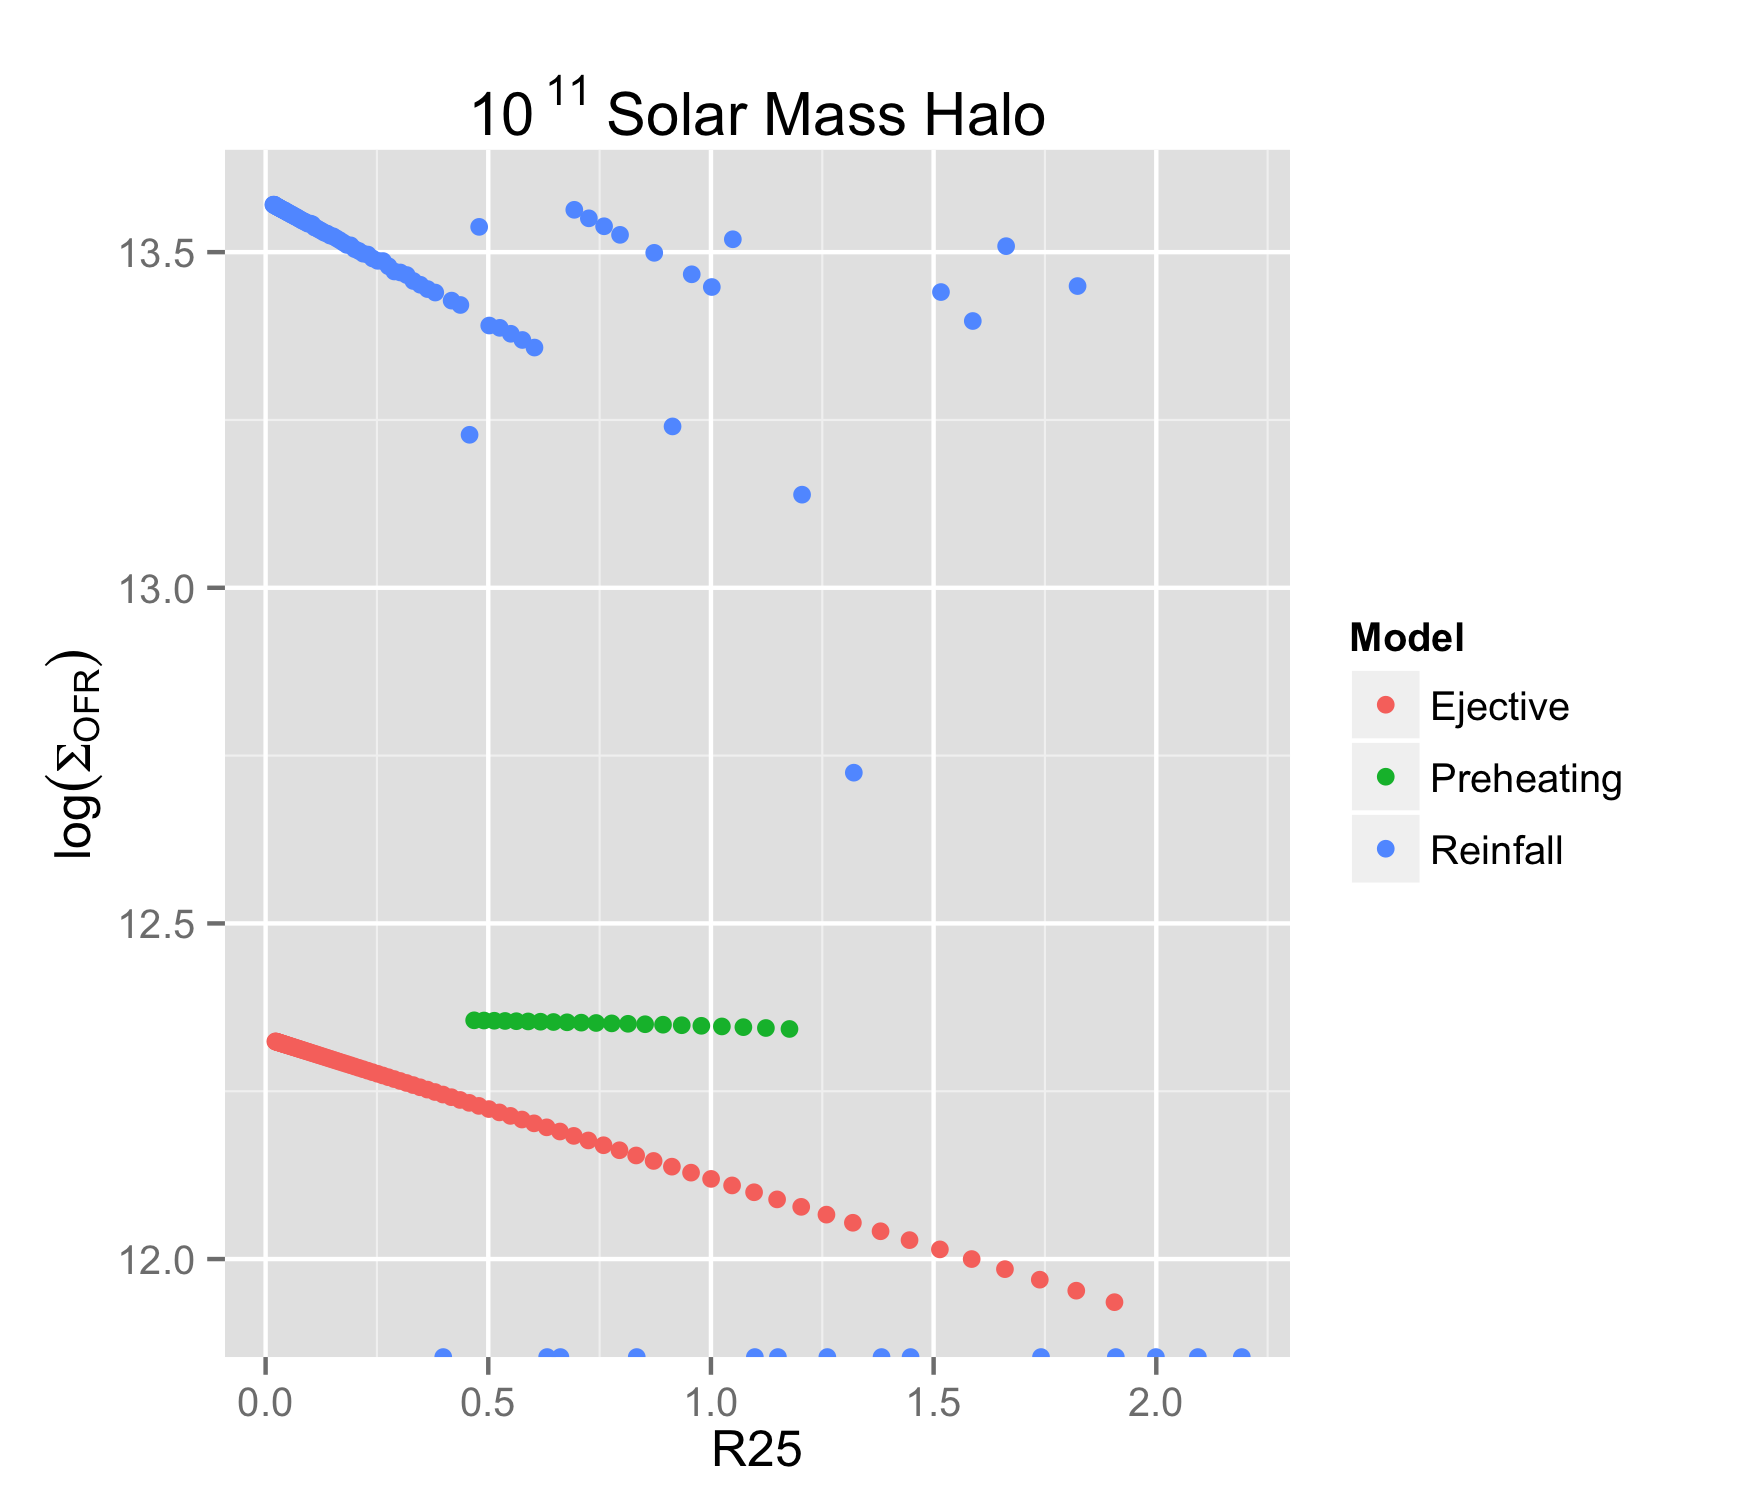 10 11 Solar Mass Halo
13.5
13.0
12.5
12.0
log(ΣOFR)
0.0 0.5 1.0 1.5 2.0
R25
Model
Ejective
Preheating
Reinfall